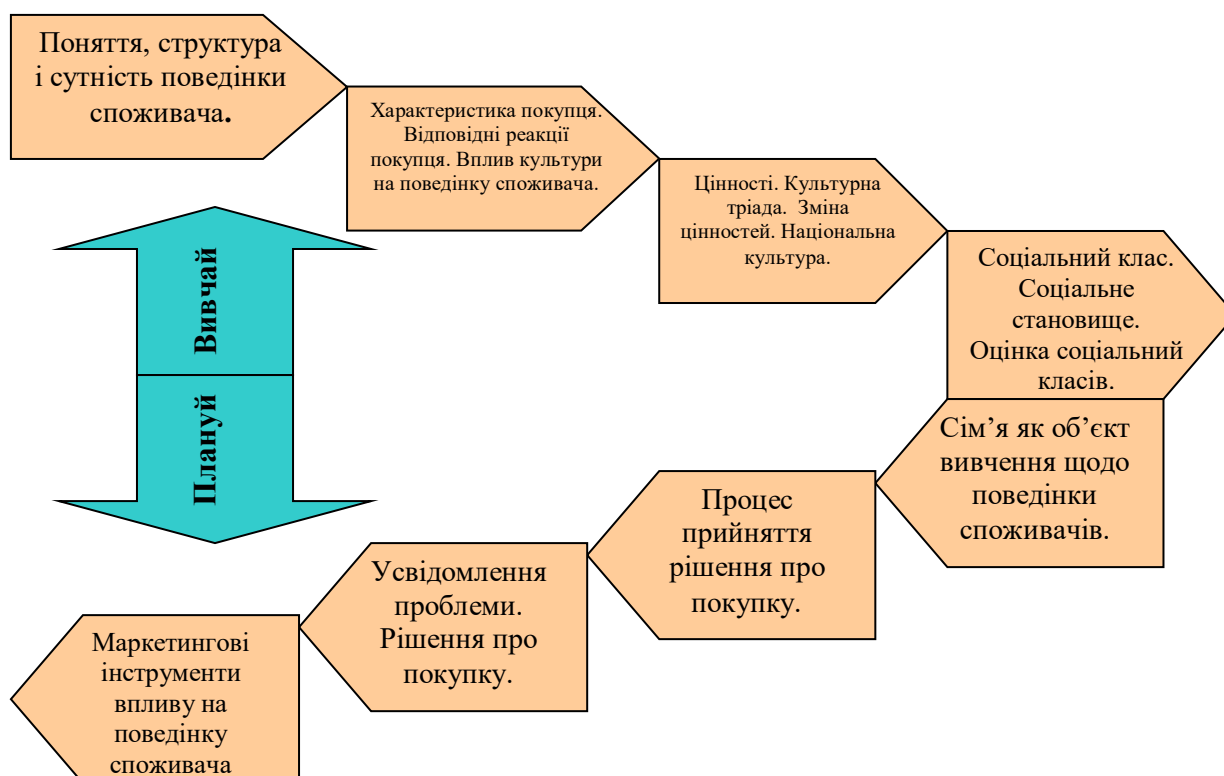 Поняття, структура
і сутність поведінки
споживача.
Характеристика покупця.
Відповідні реакції
покупця. Вплив культури
на поведінку споживача.
Цінності. Культурна
тріада. Зміна
цінностей. Національна
культура.
Соціальний клас.
Соціальне
становище.
Оцінка соціальний
класів.
Вивчай
Плануй
Сім’я як об’єкт
вивчення щодо
поведінки
споживачів.
Процес
прийняття
рішення про
покупку.
Усвідомлення
проблеми.
Рішення про
покупку.
Маркетингові
інструменти
впливу на
поведінку
споживача